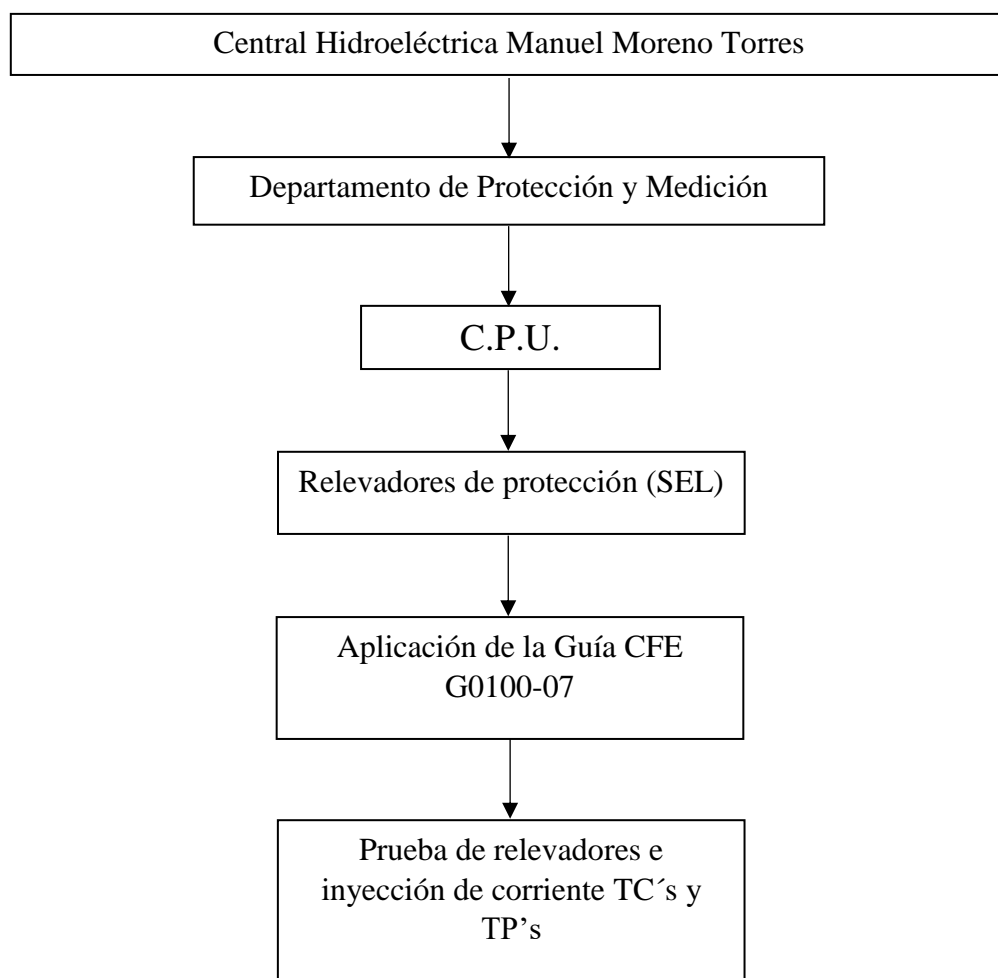 Central Hidroeléctrica Manuel Moreno Torres
Departamento de Protección y Medición
C.P.U.
Relevadores de protección (SEL)
Aplicación de la Guía CFE
G0100-07
Prueba de relevadores e
inyección de corriente TC´s y
TP’s